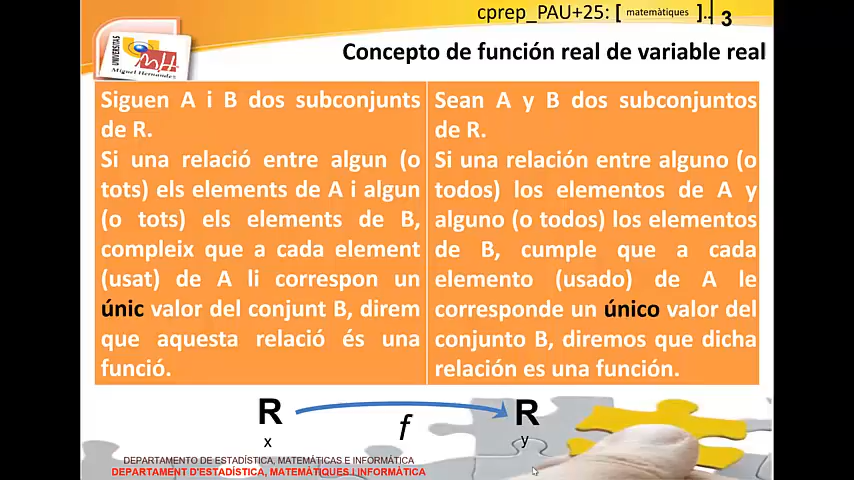 cprep_PAU+25: [ matemàtiques ]..| 3
UNIVERSITAS
Miguel Hernández
Concepto de función real de variable real
Siguen A i B dos subconjunts
de R.
Si una relació entre algun (o
tots) els elements de A i algun
(o tots) els elements de B,
compleix que a cada element
(usat) de A li correspon un
únic valor del conjunt B, direm
que aquesta relació és una
funció.
Sean A y B dos subconjuntos
de R.
Si una relación entre alguno (o
todos) los elementos de A y
alguno (o todos) los elementos
de B, cumple que a cada
elemento (usado) de A le
corresponde un único valor del
conjunto B, diremos que dicha
relación es una función.
R R
f
x y
DEPARTAMENTO DE ESTADÍSTICA, MATEMÁTICAS E INFORMÁTICA
DEPARTAMENT D'ESTADÍSTICA, MATEMÀTIQUES I INFORMÀTICA